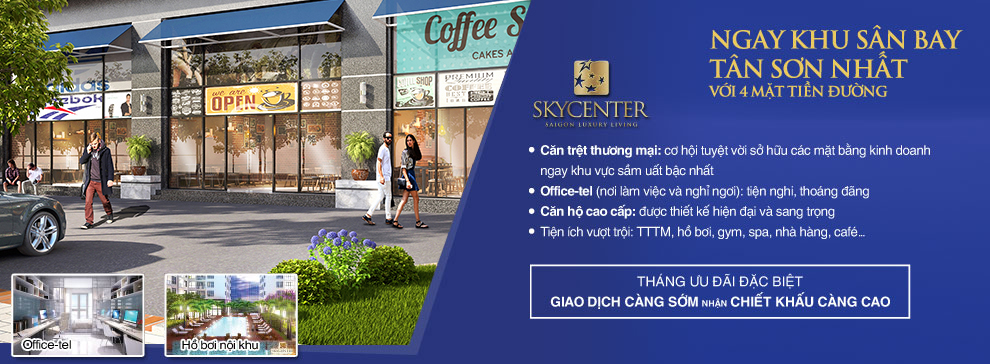 Coffee S
CAKES A
Reebok
we are
OPEN
SHOP
PREMIUM
COFFEE
BEST
NGAY KHU SÂN BAY
TÂN SƠN NHẤT
VỚI 4 MẶT TIỀN ĐƯỜNG
SKYCENTER
SAIGON LUXURY LIVING
• Căn trệt thương mại: cơ hội tuyệt vời sở hữu các mặt bằng kinh doanh
ngay khu vực sầm uất bậc nhất
• Office-tel (nơi làm việc và nghỉ ngơi): tiện nghi, thoáng đãng
• Căn hộ cao cấp: được thiết kế hiện đại và sang trọng
• Tiện ích vượt trội: TTTM, hồ bơi, gym, spa, nhà hàng, café...
THÁNG ƯU ĐÃI ĐẶC BIỆT
GIAO DỊCH CÀNG SỚM NHẬN CHIẾT KHẤU CÀNG CAO
Office-tel
Hồ bơi nội khu